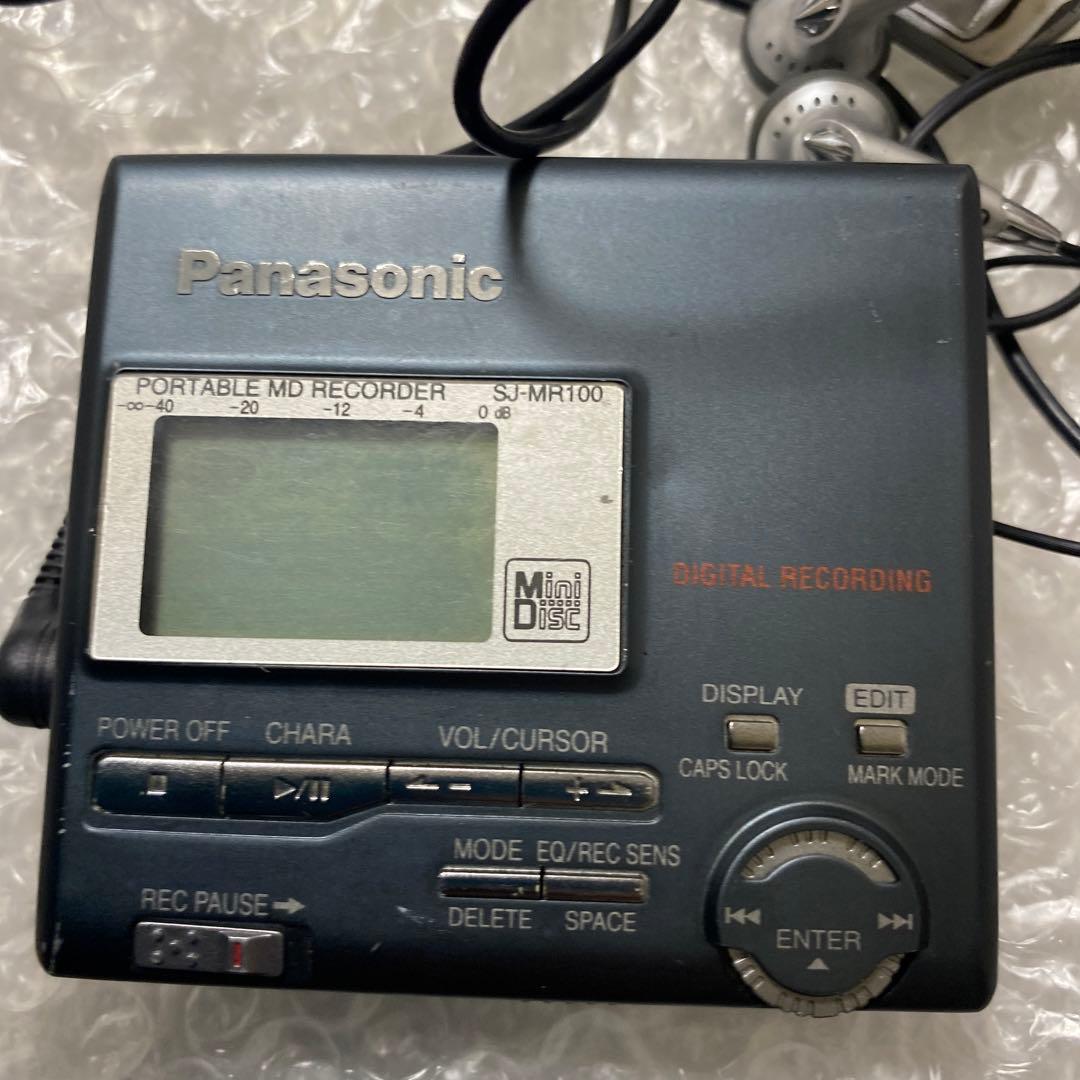 Panasonic
PORTABLE MD RECORDER SJ-MR100
-∞-40 -20 -12 -4 0 dB
Mini
Disc
DIGITAL RECORDING
DISPLAY EDIT
CAPS LOCK MARK MODE
POWER OFF CHARA VOL/CURSOR
- +
MODE EQ/REC SENS
DELETE SPACE
REC PAUSE
ENTER